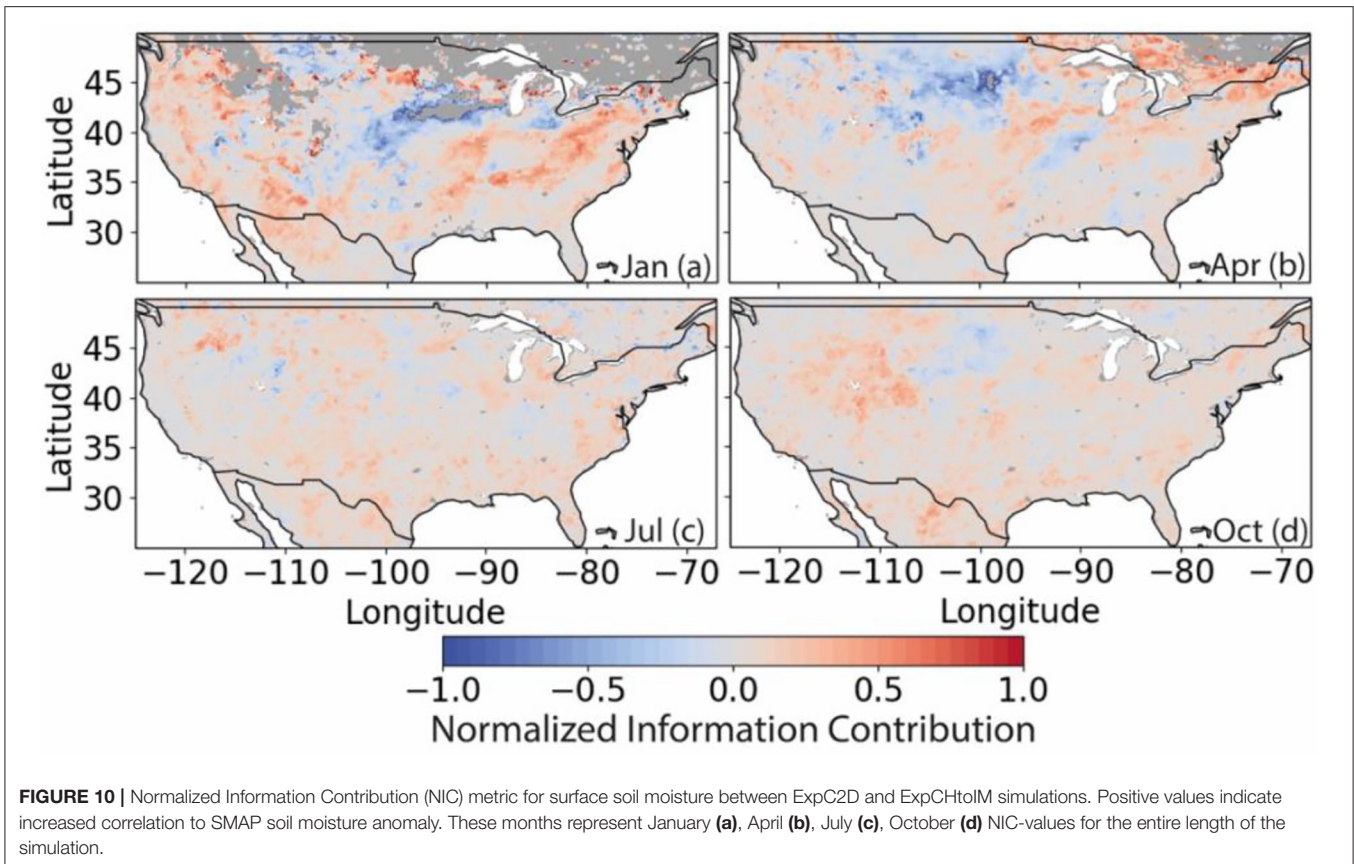 Latitude
45
40
35
30
Jan (a)
Apr (b)
Latitude
45
40
35
30
Jul (c)
Oct (d)
−120 −110 −100 −90 −80 −70
−120 −110 −100 −90 −80 −70
Longitude
Longitude
−1.0 −0.5 0.0 0.5 1.0
Normalized Information Contribution
FIGURE 10 | Normalized Information Contribution (NIC) metric for surface soil moisture between ExpC2D and ExpCHtoIM simulations. Positive values indicate
increased correlation to SMAP soil moisture anomaly. These months represent January (a), April (b), July (c), October (d) NIC-values for the entire length of the
simulation.